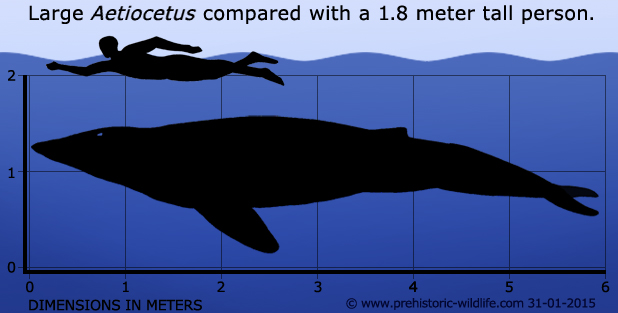 Large Aetiocetus compared with a 1.8 meter tall person.
2
1
0
0 1 2 3 4 5 6
DIMENSIONS IN METERS
© www.prehistoric-wildlife.com 31-01-2015